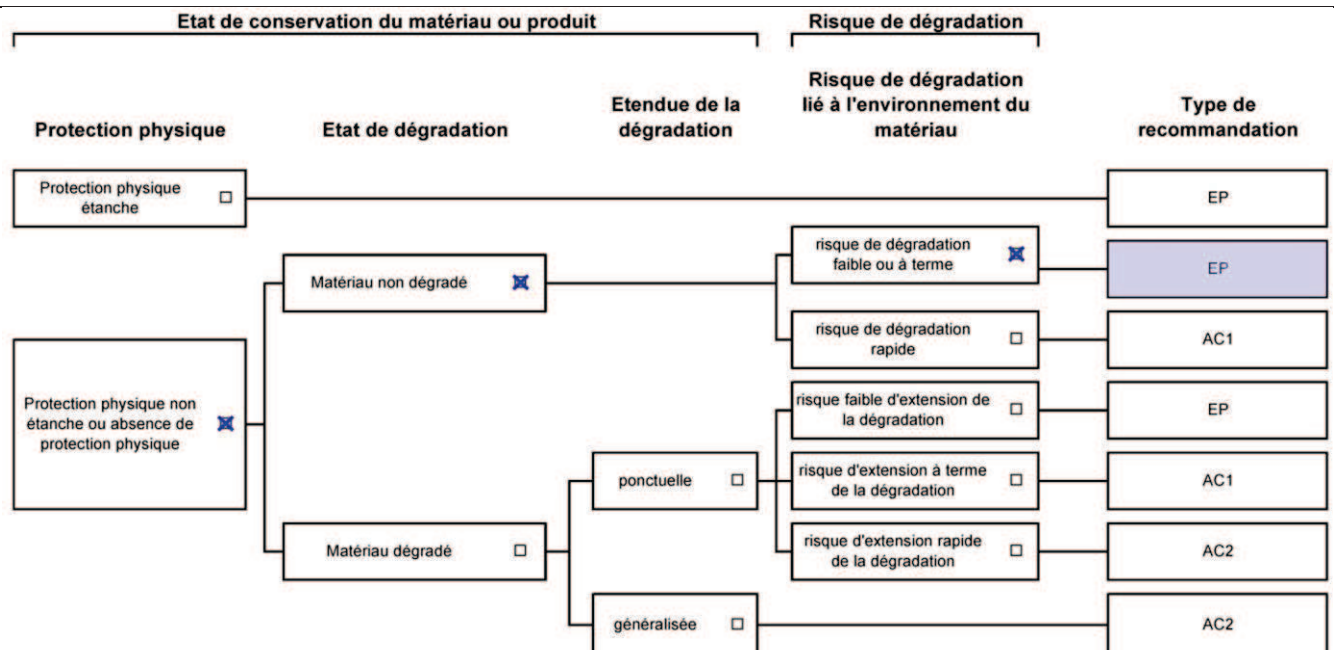 Etat de conservation du matériau ou produit
Risque de dégradation
Protection physique
Etat de dégradation
Etendue de la
dégradation
Risque de dégradation
lié à l'environnement du
matériau
Type de
recommandation
Protection physique
étanche
EP
risque de dégradation
faible ou à terme
EP
Matériau non dégradé
risque de dégradation
rapide
AC1
Protection physique non
étanche ou absence de
protection physique
risque faible d'extension de
la dégradation
EP
ponctuelle
risque d'extension à terme
de la dégradation
AC1
Matériau dégradé
risque d'extension rapide
de la dégradation
AC2
généralisée
AC2